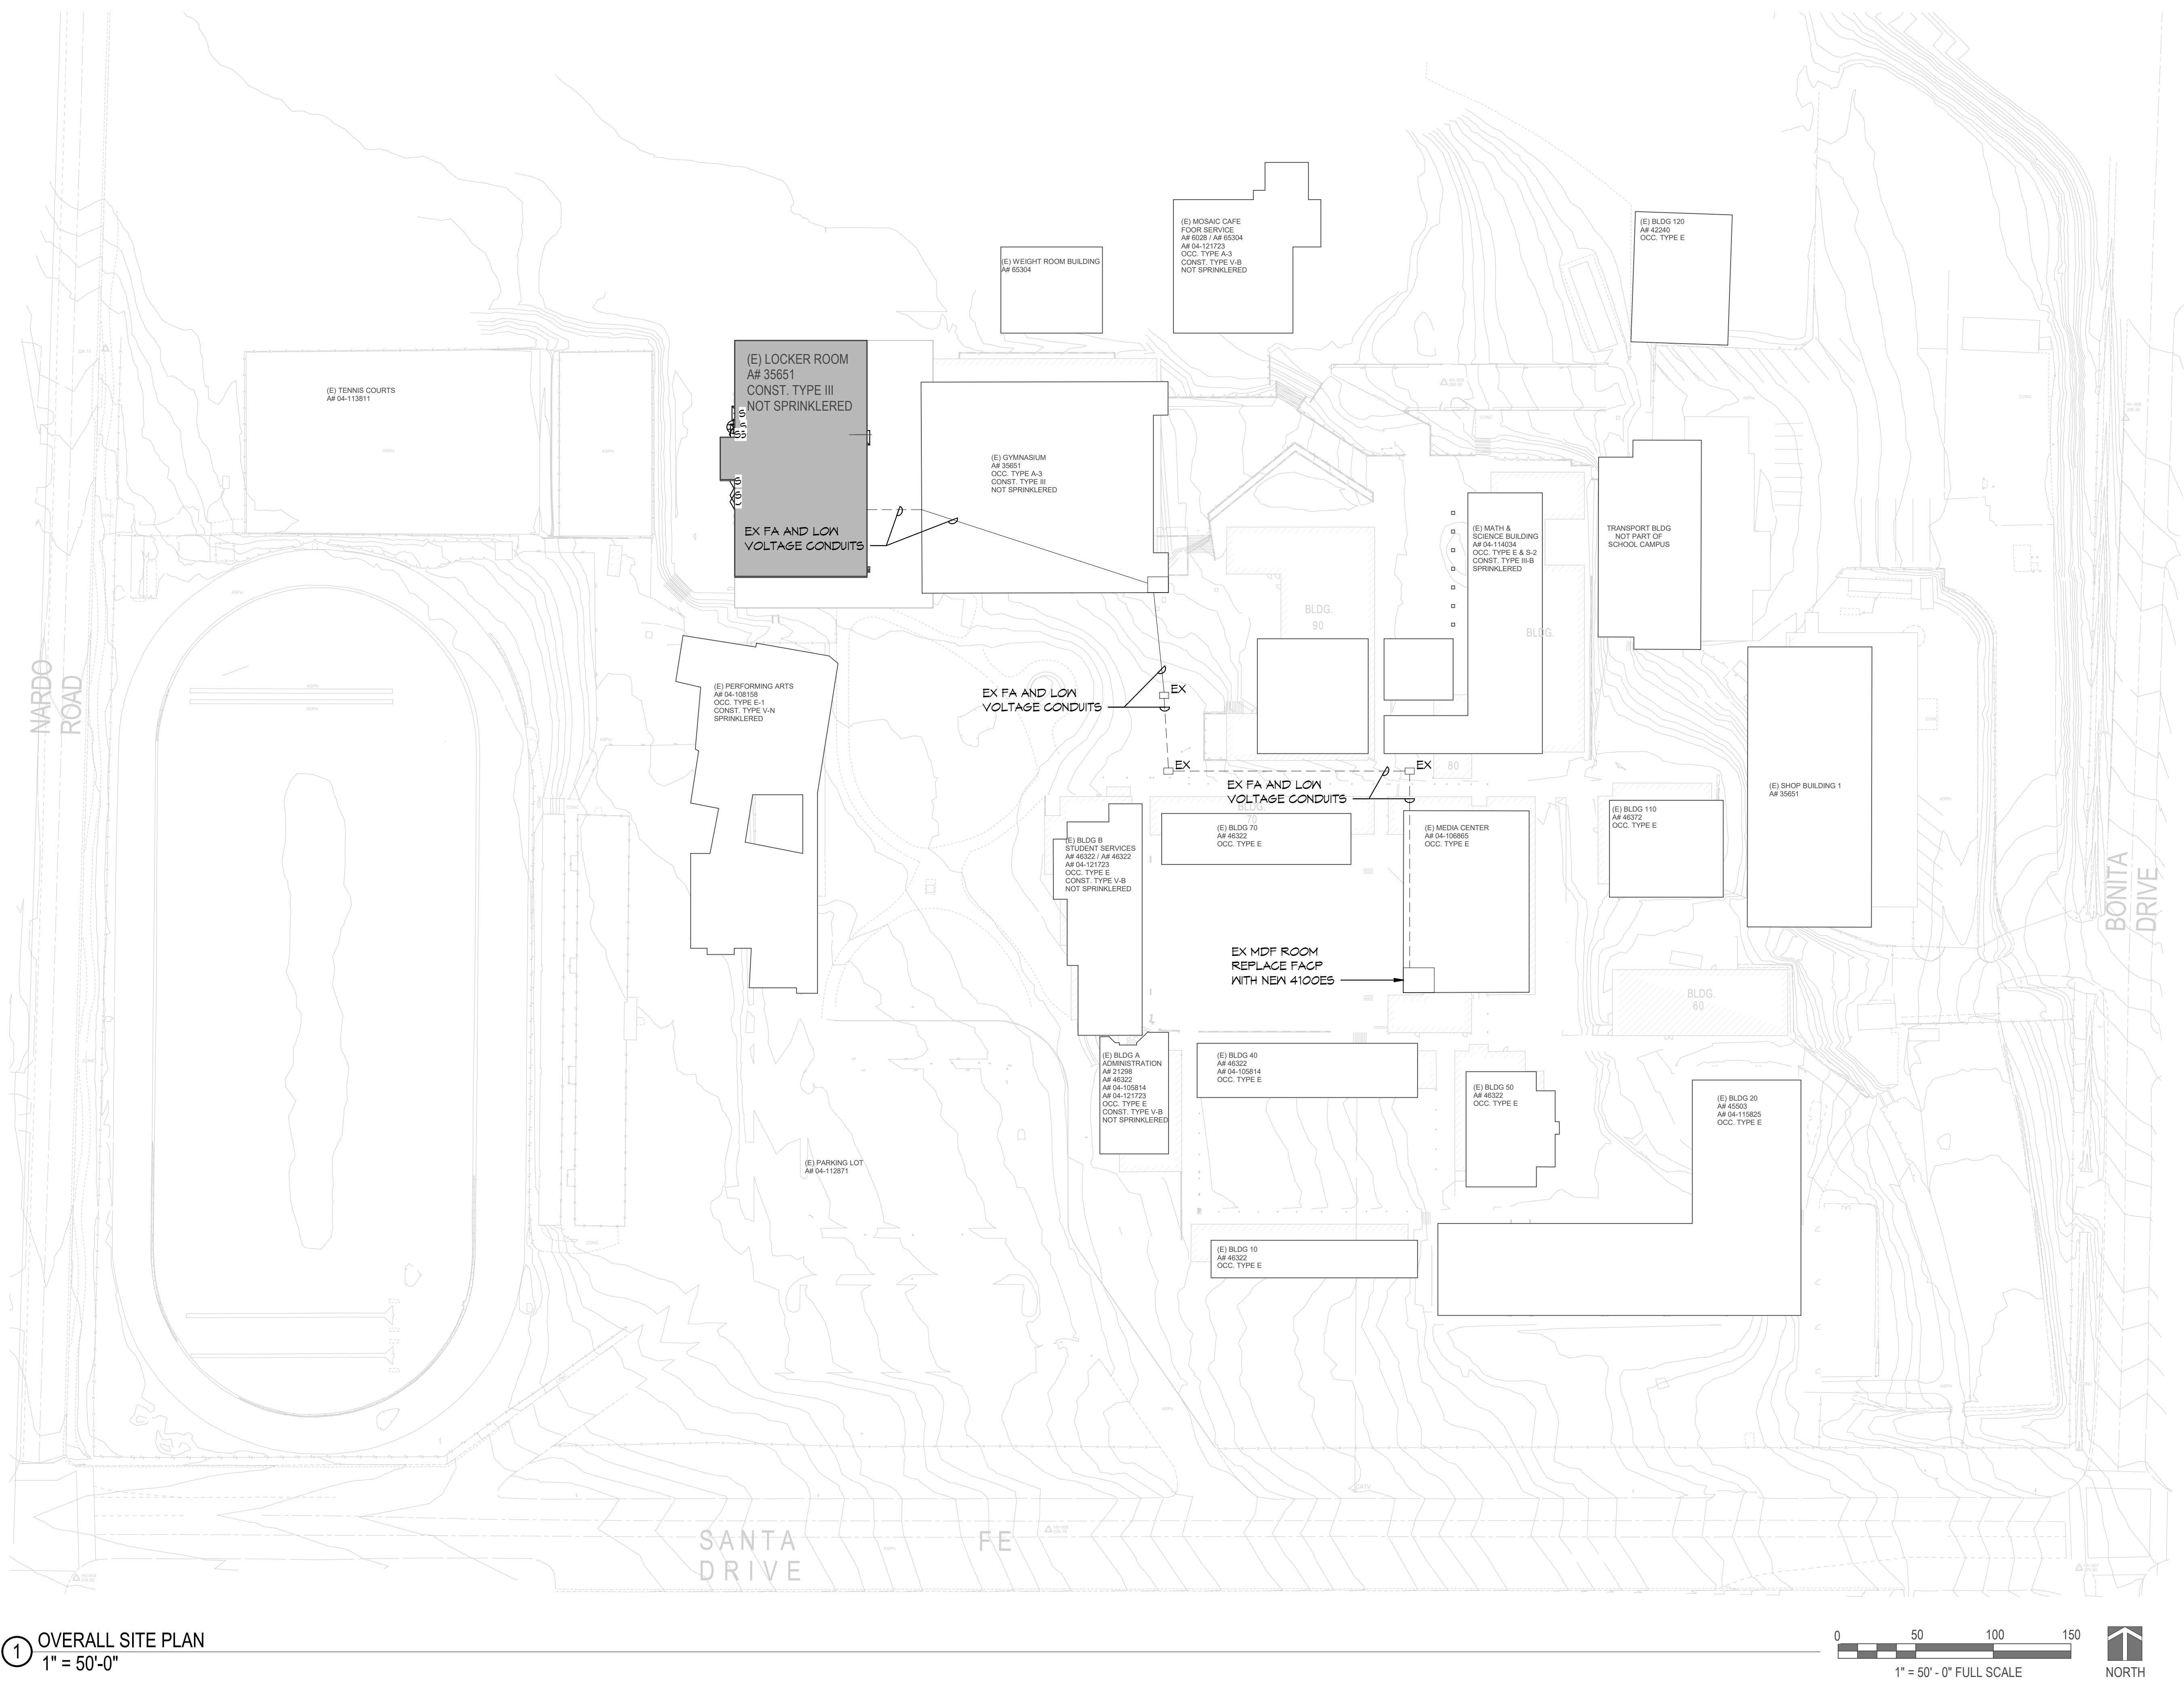 (E) MOSAIC CAFE
FOOR SERVICE
A# 6028 / A# 65304
A# 04-121723
OCC. TYPE A-3
CONST. TYPE V-B
NOT SPRINKLERED
(E) BLDG 120
A# 42240
OCC. TYPE E
(E) WEIGHT ROOM BUILDING
A# 65304
(E) LOCKER ROOM
A# 35651
CONST. TYPE III
NOT SPRINKLERED
(E) TENNIS COURTS
A# 04-113811
(E) GYMNASIUM
A# 35651
OCC. TYPE A-3
CONST. TYPE III
NOT SPRINKLERED
EX FA AND LOW
VOLTAGE CONDUITS
(E) MATH &
SCIENCE BUILDING
A# 04-114034
OCC. TYPE E & S-2
CONST. TYPE III-B
SPRINKLERED
TRANSPORT BLDG
NOT PART OF
SCHOOL CAMPUS
BLDG.
90
BLDG.
NARDO
ROAD
(E) PERFORMING ARTS
A# 04-108158
OCC. TYPE E-1
CONST. TYPE V-N
SPRINKLERED
EX FA AND LOW
VOLTAGE CONDUITS
EX
EX
EX
80
EX FA AND LOW
VOLTAGE CONDUITS
BLDG.
70
(E) SHOP BUILDING 1
A# 35651
(E) BLDG B
STUDENT SERVICES
A# 46322 / A# 46322
A# 04-121723
OCC. TYPE E
CONST. TYPE V-B
NOT SPRINKLERED
(E) BLDG 70
A# 46322
OCC. TYPE E
(E) MEDIA CENTER
A# 04-106865
OCC. TYPE E
(E) BLDG 110
A# 46372
OCC. TYPE E
BONITA
DRIVE
EX MDF ROOM
REPLACE FACP
WITH NEW 4100ES
BLDG.
60
(E) BLDG A
ADMINISTRATION
A# 21298
A# 46322
A# 04-105814
A# 04-121723
OCC. TYPE E
CONST. TYPE V-B
NOT SPRINKLERED
(E) BLDG 40
A# 46322
A# 04-105814
OCC. TYPE E
(E) BLDG 50
A# 46322
OCC. TYPE E
(E) BLDG 20
A# 45503
A# 04-115825
OCC. TYPE E
(E) PARKING LOT
A# 04-112871
(E) BLDG 10
A# 46322
OCC. TYPE E
SANTA FE
DRIVE
1
OVERALL SITE PLAN
1" = 50'-0"
0 50 100 150
1" = 50' - 0" FULL SCALE
NORTH